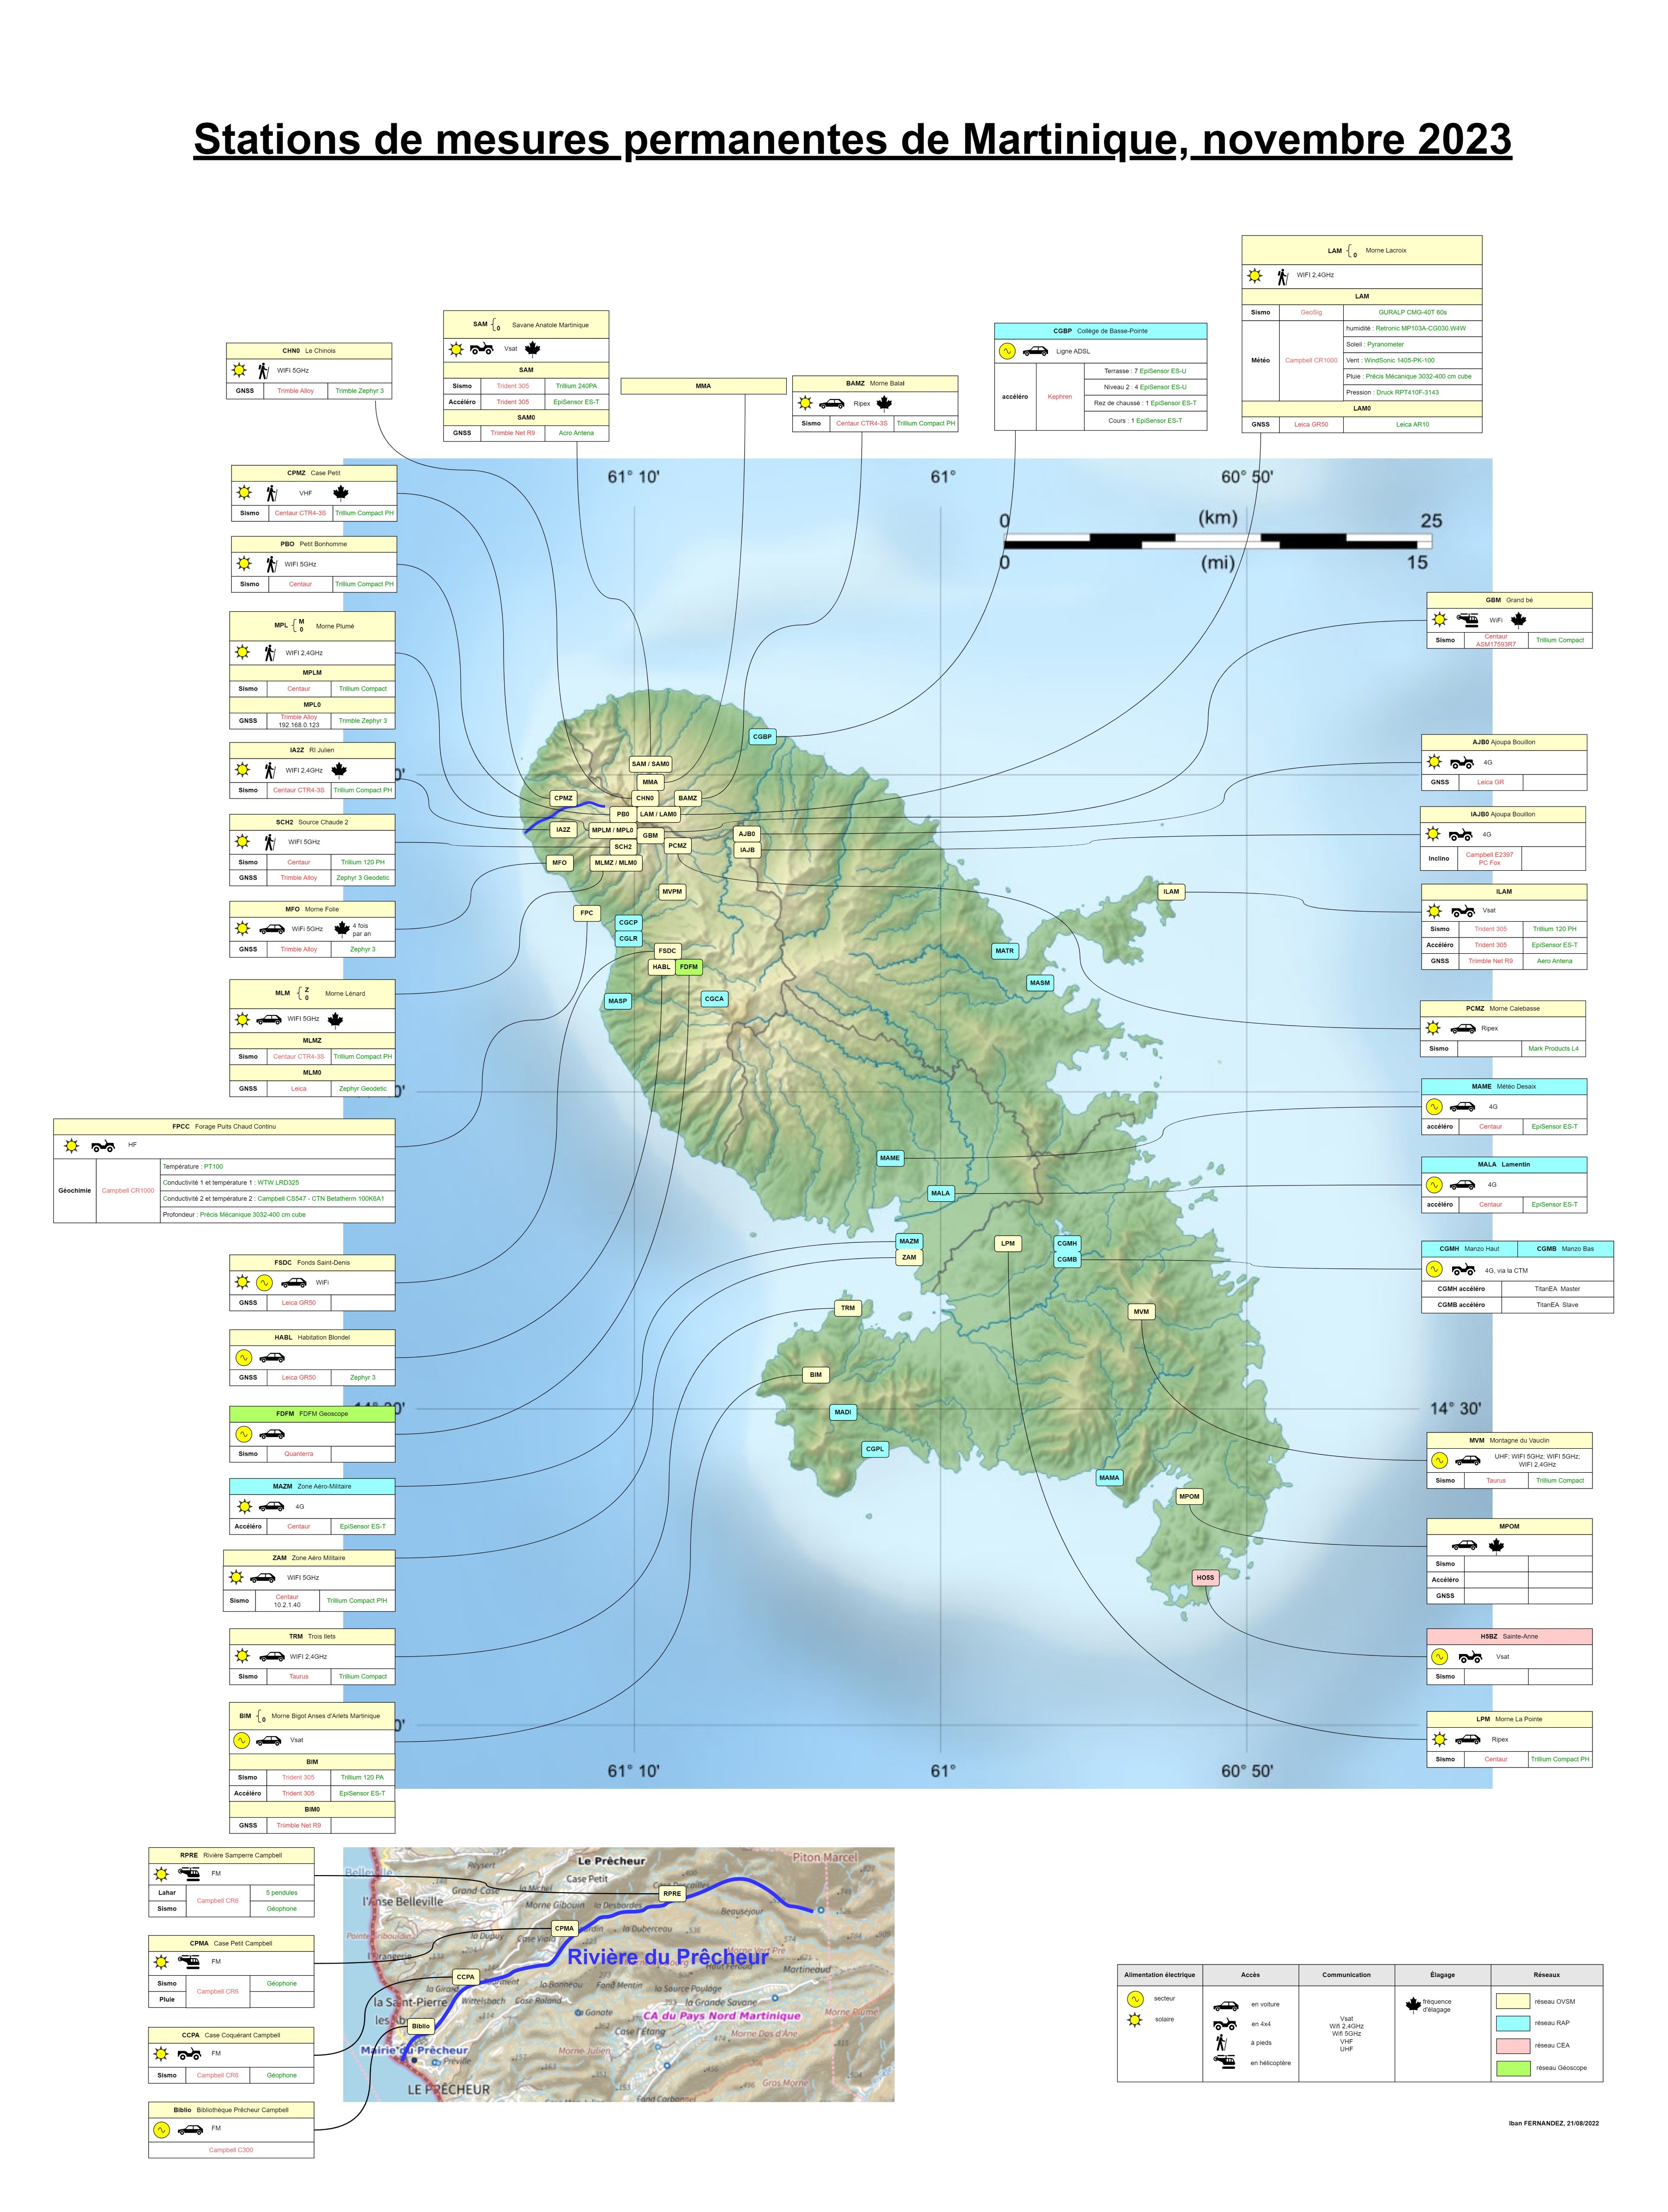 Stations de mesures permanentes de Martinique, novembre 2023
LAM { 0 Morne Lacroix
WIFI 2,4GHz
LAM
Sismo GeoSig GURALP CMG-40T 60s
Météo Campbell CR1000
humidité : Retronic MP103A-CG030.W4W
Soleil : Pyranometer
Vent : WindSonic 1405-PK-100
Pluie : Précis Mécanique 3032-400 cm cube
Pression : Druck RPT410F-3143
LAM0
GNSS Leica GR50 Leica AR10
SAM { 0 Savane Anatole Martinique
Vsat
SAM
Sismo Trident 305 Trillium 240PA
Accéléro Trident 305 EpiSensor ES-T
SAM0
GNSS Triimble Net R9 Acro Antena
CGBP Collège de Basse-Pointe
Ligne ADSL
accéléro Kephren
Terrasse : 7 EpiSensor ES-U
Niveau 2 : 4 EpiSensor ES-U
Rez de chaussé : 1 EpiSensor ES-T
Cours : 1 EpiSensor ES-T
CHN0 Le Chinois
WIFI 5GHz
GNSS Trimble Alloy Trimble Zephyr 3
MMA
BAMZ Morne Balaï
Ripex
Sismo Centaur CTR4-3S Trillium Compact PH
CPMZ Case Petit
VHF
Sismo Centaur CTR4-3S Trillium Compact PH
PBO Petit Bonhomme
WIFI 5GHz
Sismo Centaur Trillium Compact PH
MPL { M 0 Morne Plumé
WIFI 2,4GHz
MPLM
Sismo Centaur Trillium Compact
MPL0
GNSS Trimble Alloy 192.168.0.123 Trimble Zephyr 3
IA2Z RI Julien
WIFI 2,4GHz
Sismo Centaur CTR4-3S Trillium Compact PH
SCH2 Source Chaude 2
WIFI 5GHz
Sismo Centaur Trillium 120 PH
GNSS Trimble Alloy Zephyr 3 Geodetic
MFO Morne Folie
WiFi 5GHz 4 fois par an
GNSS Trimble Alloy Zephyr 3
MLM { Z 0 Morne Lénard
WIFI 5GHz
MLMZ
Sismo Centaur CTR4-3S Trillium Compact PH
MLM0
GNSS Leica Zephyr Geodetic
FPCC Forage Puits Chaud Continu
HF
Géochimie Campbell CR1000
Température : PT100
Conductivité 1 et température 1 : WTW LRD325
Conductivité 2 et température 2 : Campbell CS547 - CTN Betatherm 100K6A1
Profondeur : Précis Mécanique 3032-400 cm cube
FSDC Fonds Saint-Denis
WiFi
GNSS Leica GR50
HABL Habitation Blondel
GNSS Leica GR50 Zephyr 3
FDFM FDFM Geoscope
Sismo Quanterra
MAZM Zone Aéro-Militaire
4G
Accéléro Centaur EpiSensor ES-T
ZAM Zone Aéro Militaire
WIFI 5GHz
Sismo Centaur 10.2.1.40 Trillium Compact P!H
TRM Trois Ilets
WIFI 2,4GHz
Sismo Taurus Trillium Compact
BIM { 0 Morne Bigot Anses d'Arlets Martinique
Vsat
BIM
Sismo Trident 305 Trillium 120 PA
Accéléro Trident 305 EpiSensor ES-T
BIM0
GNSS Triimble Net R9
61° 10' 61° 60° 50'
0 (km) 25
0 (mi) 15
CGBP
SAM / SAM0
MMA
CPMZ CHN0 BAMZ
PB0 LAM / LAM0
IA2Z MPLM / MPL0 GBM AJB0
SCH2 PCMZ IAJB
MFO MLMZ / MLM0
MVPM ILAM
FPC
CGCP
CGLR
FSDC MATR
HABL FDFM
MASM
MASP CGCA
MAME
MALA
MAZM LPM CGMH
ZAM CGMB
TRM MVM
BIM
MADI
CGPL
MAMA
MPOM
HO5S
14° 30'
61° 10' 61° 60° 50'
GBM Grand bé
WiFi
Sismo Centaur ASM17593R7 Trillium Compact
AJB0 Ajoupa Bouillon
4G
GNSS Leica GR
IAJB0 Ajoupa Bouillon
4G
Inclino Campbell E2397 PC Fox
ILAM
Vsat
Sismo Trident 305 Trillium 120 PH
Accéléro Trident 305 EpiSensor ES-T
GNSS Triimble Net R9 Aero Antena
PCMZ Morne Calebasse
Ripex
Sismo Mark Products L4
MAME Météo Desaix
4G
accéléro Centaur EpiSensor ES-T
MALA Lamentin
4G
accéléro Centaur EpiSensor ES-T
CGMH Manzo Haut CGMB Manzo Bas
4G, via la CTM
CGMH accéléro TitanEA Master
CGMB accéléro TitanEA Slave
MVM Montagne du Vauclin
UHF; WIFI 5GHz; WIFI 5GHz;
WIFI 2,4GHz
Sismo Taurus Trillium Compact
MPOM
Sismo
Accéléro
GNSS
H5BZ Sainte-Anne
Vsat
Sismo
LPM Morne La Pointe
Ripex
Sismo Centaur Trillium Compact PH
RPRE Rivière Samperre Campbell
FM
Lahar Campbell CR6 5 pendules
Sismo Géophone
CPMA Case Petit Campbell
FM
Sismo Campbell CR6 Géophone
Pluie
CCPA Case Coquérant Campbell
FM
Sismo Campbell CR6 Géophone
Biblio Bibliothèque Prêcheur Campbell
FM
Campbell C300
Le Prêcheur
Piton Marcel
Belleville Réysert Case Petit
Grand-Case la Michel
RPRE
l'Anse Belleville Morne Gibouin la Desbordes Beauséjour
CPMA
la Dupuy Case Viola la Duberceau
Rivière du Prêcheur
Morne Vert Pré
Haut Féroul Martineaud
CCPA
la Girard la Bonneau Fond Mentin la Source Poulage
la Saint-Pierre Wittelsbach Case Roland la Grande Savane
Ganate CA du Pays Nord Martinique
Biblio Case l'Étang Morne Dos d'Ane Morne Plumé
Mairie du Prêcheur
Préville Morne Julien
LE PRÊCHEUR Fond Carbonnel Gros Morne
Alimentation électrique Accès Communication Élagage Réseaux
secteur
solaire
en voiture
en 4x4
à pieds
en hélicoptère
Vsat
Wifi 2,4GHz
Wifi 5GHz
VHF
UHF
fréquence
d'élagage
réseau OVSM
réseau RAP
réseau CEA
réseau Géoscope
Iban FERNANDEZ, 21/08/2022